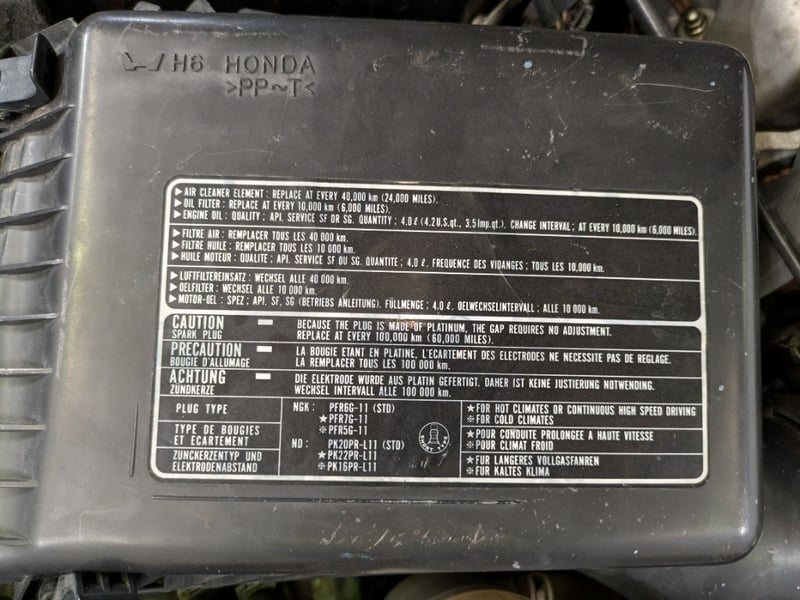 H6 HONDA
>PP~T<
▶AIR CLEANER ELEMENT: REPLACE AT EVERY 40,000 km (24,000 MILES).
▶OIL FILTER: REPLACE AT EVERY 10,000 km (6,000 MILES).
▶ENGINE OIL: QUALITY; API. SERVICE SF OR SG. QUANTITY; 4,0 ℓ (4.2U.S.qt., 3.5Imp.qt.). CHANGE INTERVAL; AT EVERY 10,000 km (6,000 MILES).
▶FILTRE AIR: REMPLACER TOUS LES 40 000 km.
▶FILTRE HUILE: REMPLACER TOUS LES 10 000 km.
▶HUILE MOTEUR: QUALITE; API. SERVICE SF OU SG. QUANTITE; 4,0 ℓ. FREQUENCE DES VIDANGES; TOUS LES 10,000 km.
▶LUFTFILTEREINSATZ: WECHSEL ALLE 40 000 km.
▶OELFILTER: WECHSEL ALLE 10 000 km.
▶MOTOR-OEL: SPEZ; API. SF, SG (BETRIEBS ANLEITUNG). FÜLLMENGE; 4,0 ℓ. OELWECHSELINTERVALL; ALLE 10 000 km.
CAUTION
SPARK PLUG
BECAUSE THE PLUG IS MADE OF PLATINUM, THE GAP REQUIRES NO ADJUSTMENT.
REPLACE AT EVERY 100,000 km (60,000 MILES).
PRÉCAUTION
BOUGIE D'ALLUMAGE
LA BOUGIE ETANT EN PLATINE, L'ECARTEMENT DES ELECTRODES NE NECESSITE PAS DE REGLAGE.
LA REMPLACER TOUS LES 100 000 km.
ACHTUNG
ZÜNDKERZE
DIE ELEKTRODE WURDE AUS PLATIN GEFERTIGT. DAHER IST KEINE JUSTIERUNG NOTWENDING.
WECHSEL INTERVALL ALLE 100 000 km.
PLUG TYPE
TYPE DE BOUGIES
ET ECARTEMENT
ZUNCKERZENTYP UND
ELEKTRODENABSTAND
NGK: PFR6G-11 (STD)
★PFR7G-11
※PFR5G-11
ND: PK20PR-L11 (STD)
★PK22PR-L11
※PK16PR-L11
★FOR HOT CLIMATES OR CONTINUOUS HIGH SPEED DRIVING
※FOR COLD CLIMATES
★POUR CONDUITE PROLONGEE A HAUTE VITESSE
※POUR CLIMAT FROID
★FUR LANGERES VOLLGASFANREN
※FUR KALTES KLIMA